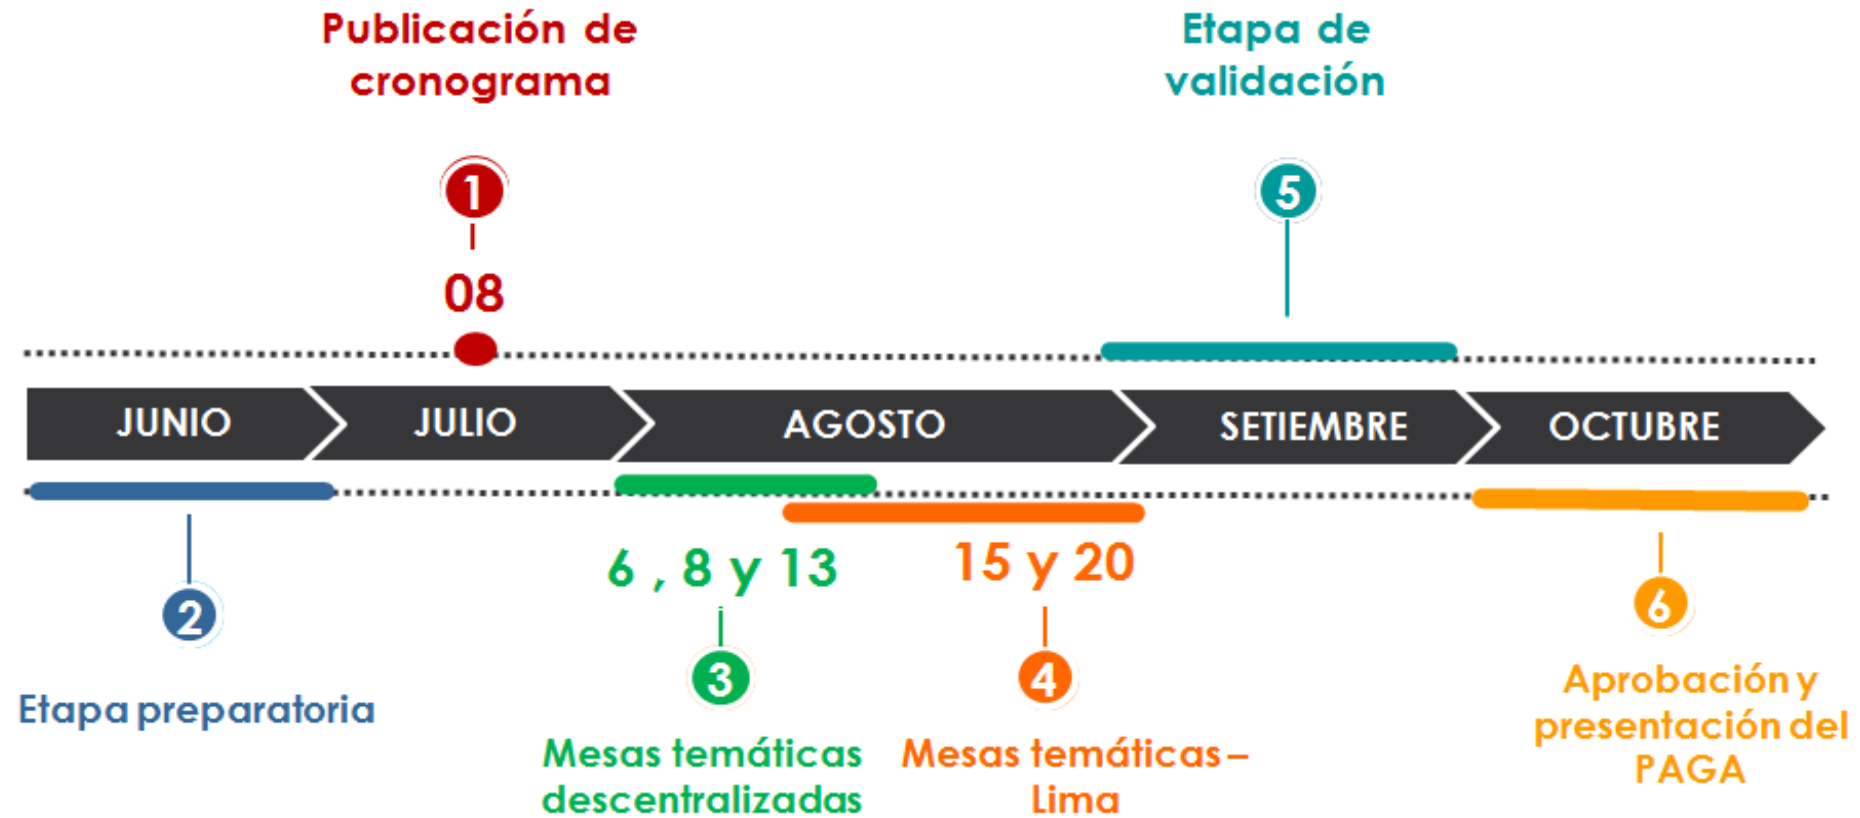 Publicación de
cronograma
1
08
Etapa de
validación
5
JUNIO
JULIO
AGOSTO
SETIEMBRE
OCTUBRE
2
Etapa preparatoria
6 , 8 y 13
3
Mesas temáticas
descentralizadas
15 y 20
4
Mesas temáticas –
Lima
6
Aprobación y
presentación del
PAGA